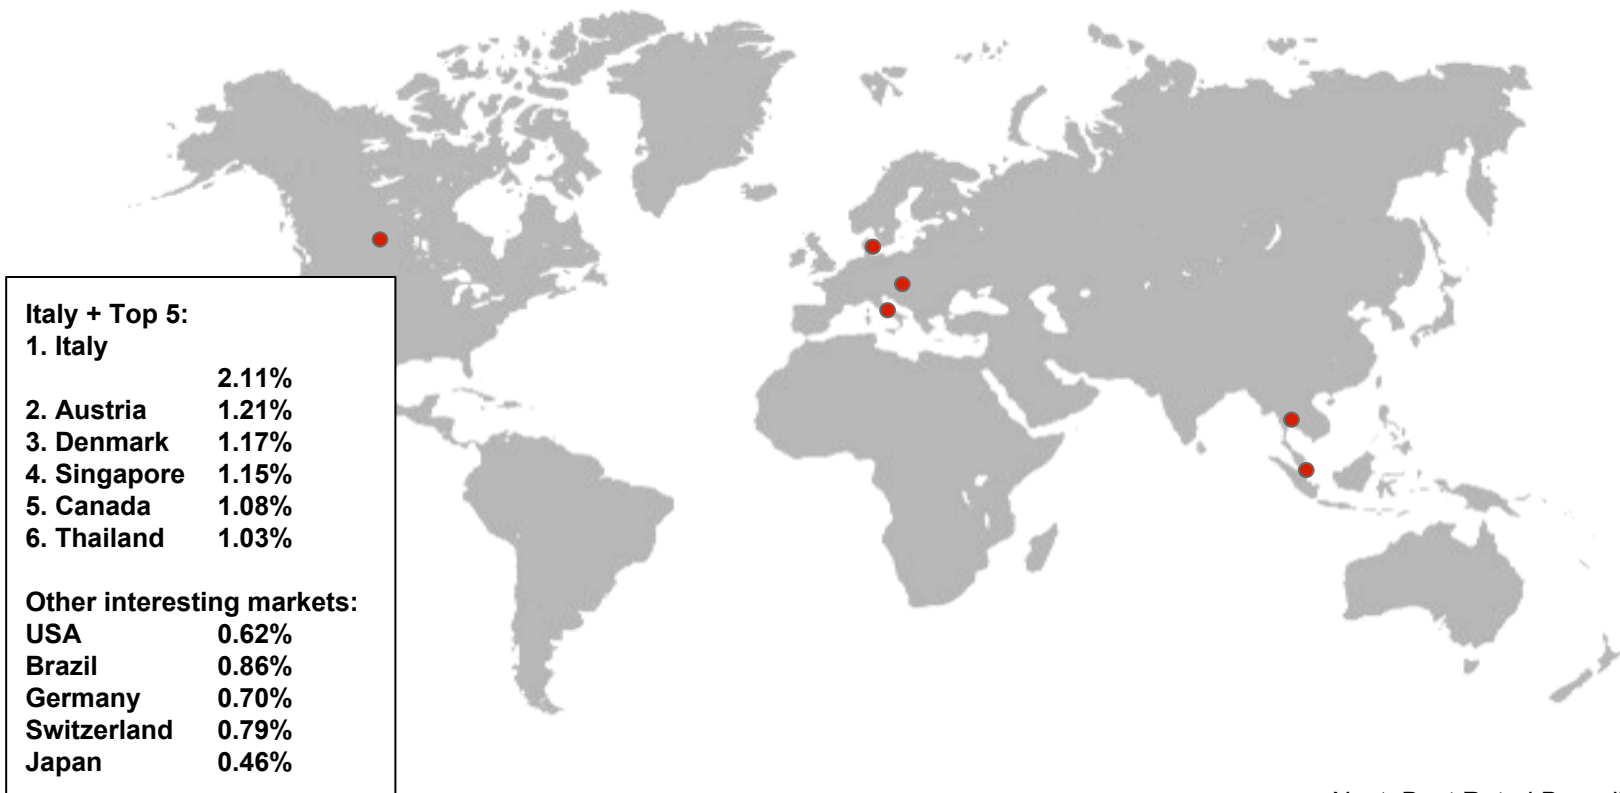 Italy + Top 5:
1. Italy
2.11%
2. Austria 1.21%
3. Denmark 1.17%
4. Singapore 1.15%
5. Canada 1.08%
6. Thailand 1.03%
Other interesting markets:
USA 0.62%
Brazil 0.86%
Germany 0.70%
Switzerland 0.79%
Japan 0.46%